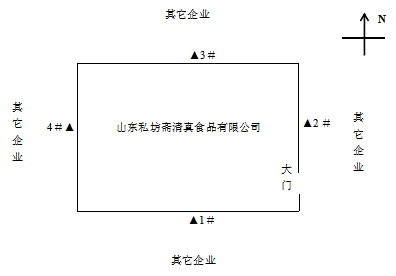 其它企业
N
▲3＃
其它企业
4＃▲
山东私坊斋清真食品有限公司
▲2＃
其它企业
大门
▲1＃
其它企业